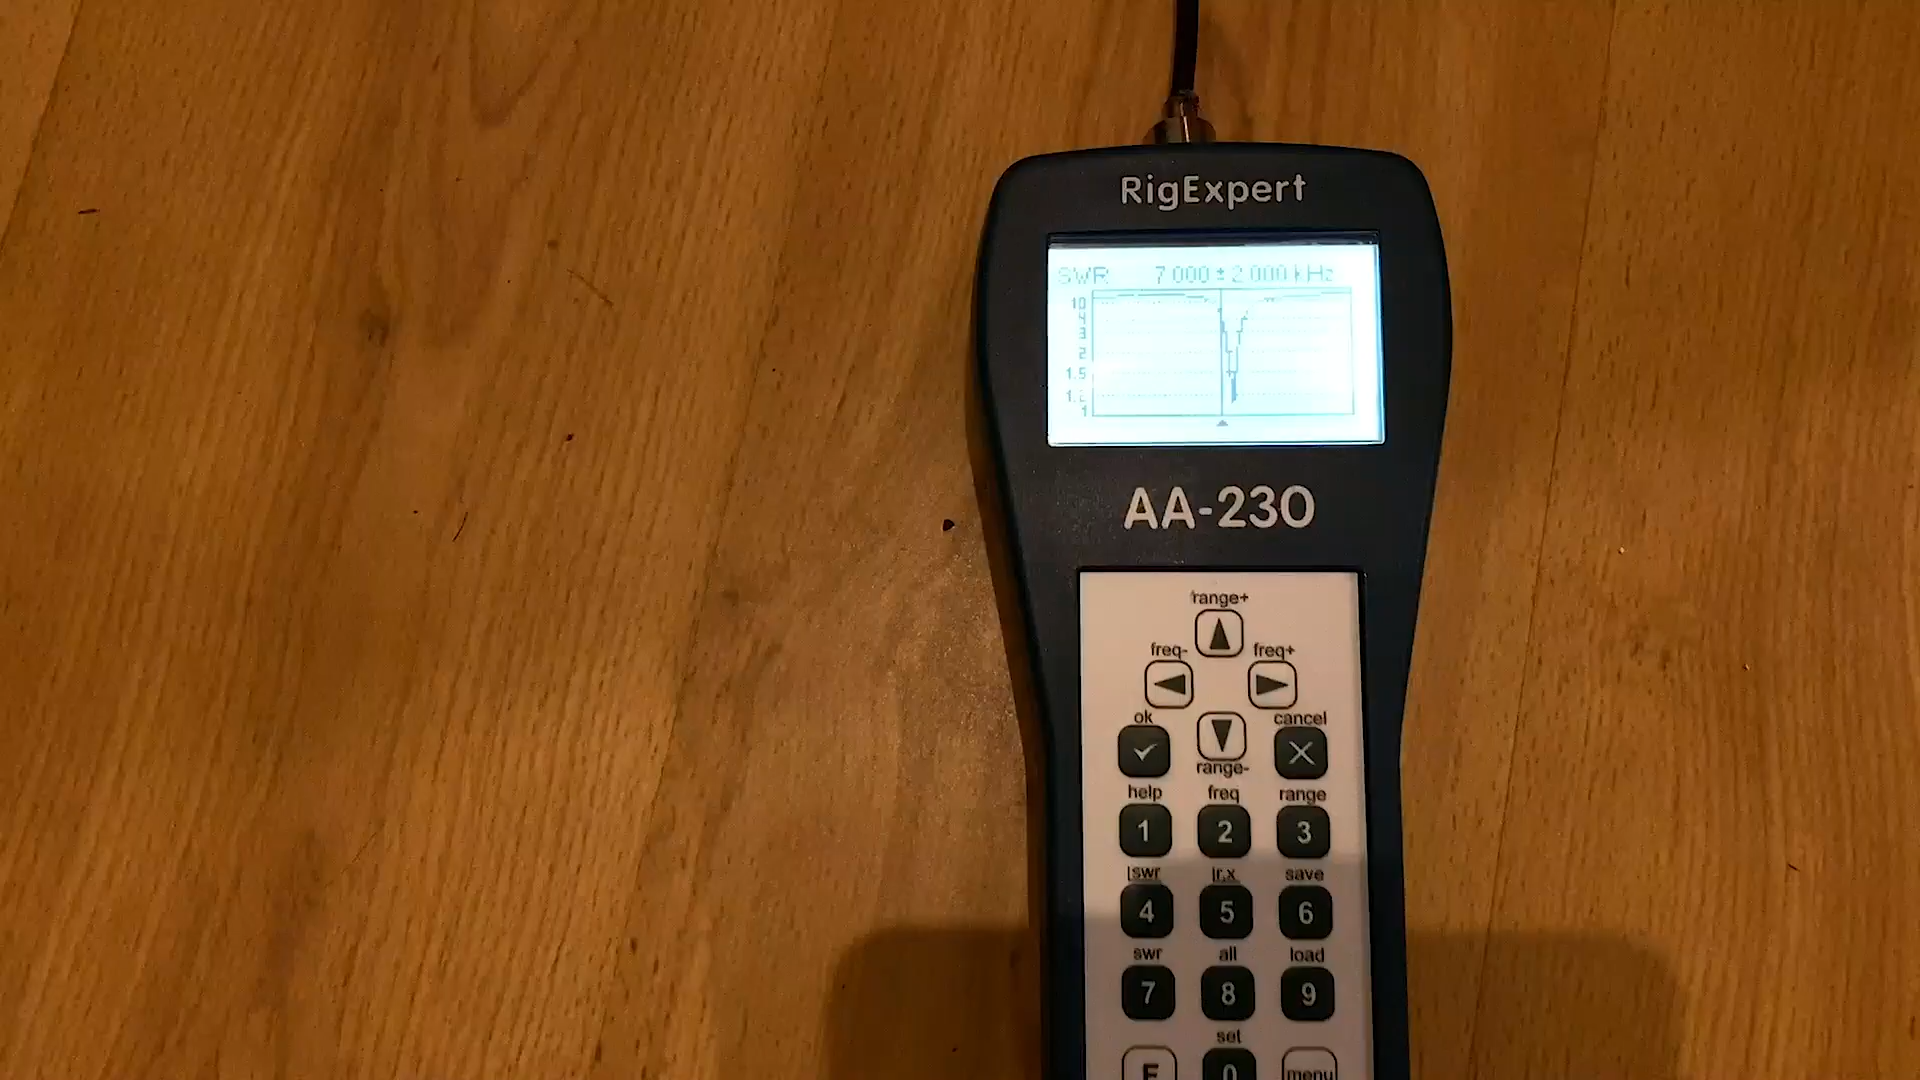 RigExpert
SWR 7 000 ± 2 000 kHz
10
3
2
1.5
1.2
1
AA-230
range+
freq- freq+
ok cancel
range-
help freq range
1 2 3
swr r,x save
4 5 6
swr all load
7 8 9
set
F 0 menu